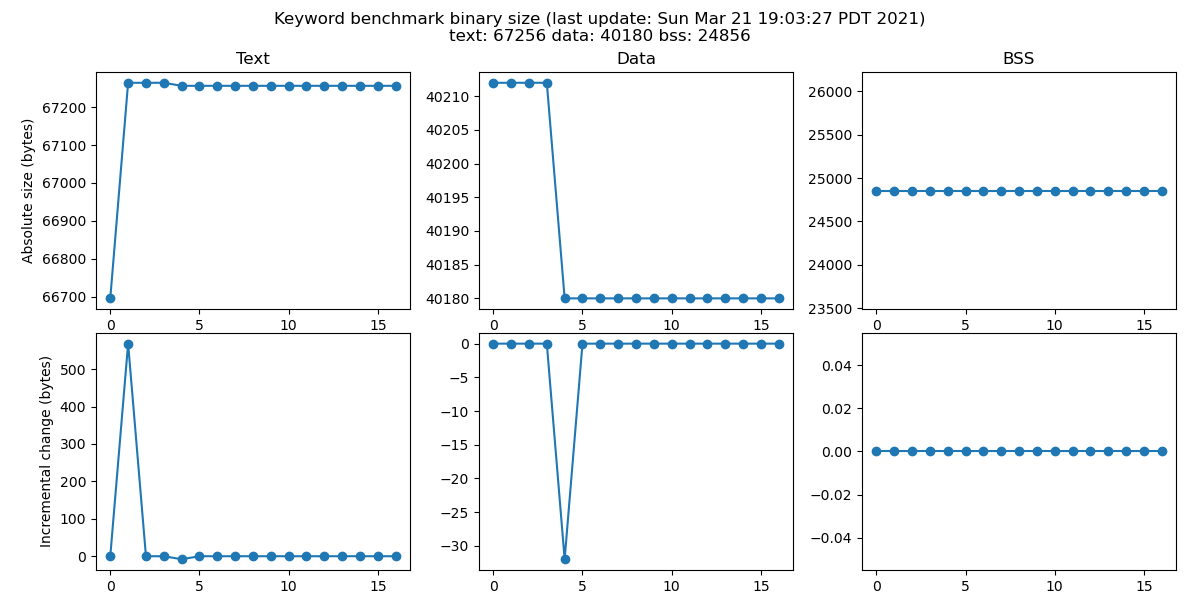 Keyword benchmark binary size (last update: Sun Mar 21 19:03:27 PDT 2021)
text: 67256 data: 40180 bss: 24856
Text
Data
BSS
Absolute size (bytes)
67200
67100
67000
66900
66800
66700
0 5 10 15
40210
40205
40200
40195
40190
40185
40180
0 5 10 15
26000
25500
25000
24500
24000
23500
0 5 10 15
Incremental change (bytes)
500
400
300
200
100
0
0 5 10 15
0
−5
−10
−15
−20
−25
−30
0 5 10 15
0.04
0.02
0.00
−0.02
−0.04
0 5 10 15